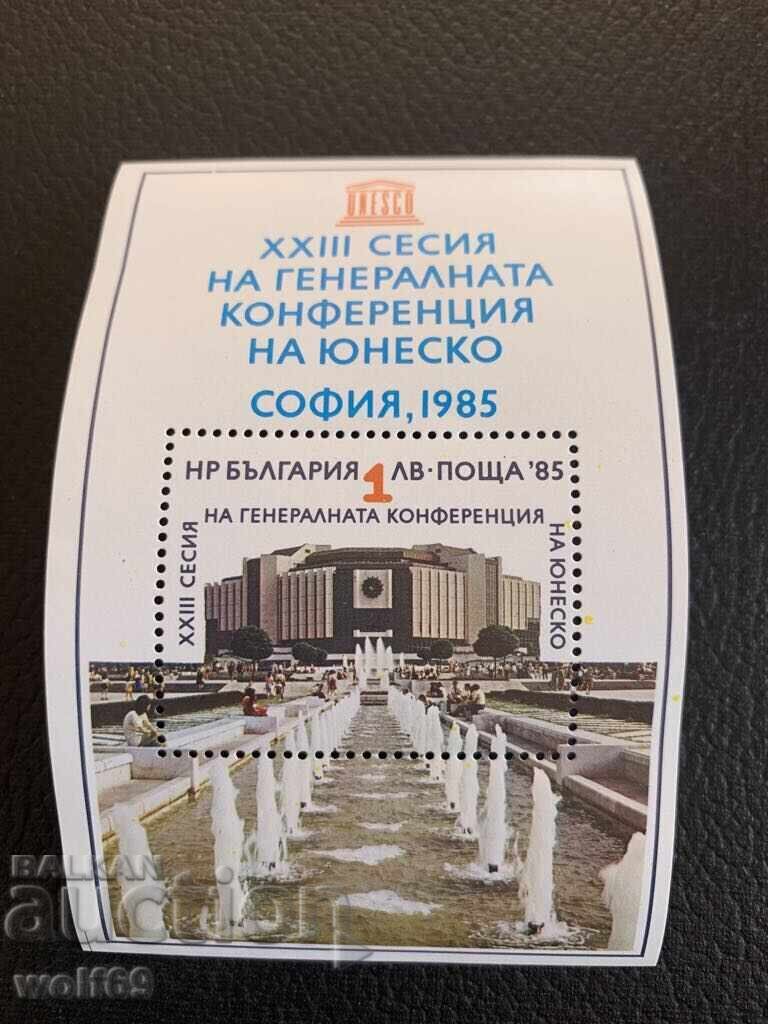 UNESCO
XXIII СЕСИЯ
НА ГЕНЕРАЛНАТА
КОНФЕРЕНЦИЯ
НА ЮНЕСКО
СОФИЯ, 1985
НР БЪЛГАРИЯ 1 ЛВ·ПОЩА '85
XXIII СЕСИЯ
НА ГЕНЕРАЛНАТА КОНФЕРЕНЦИЯ
НА ЮНЕСКО
BALKAN
auction
wolf69